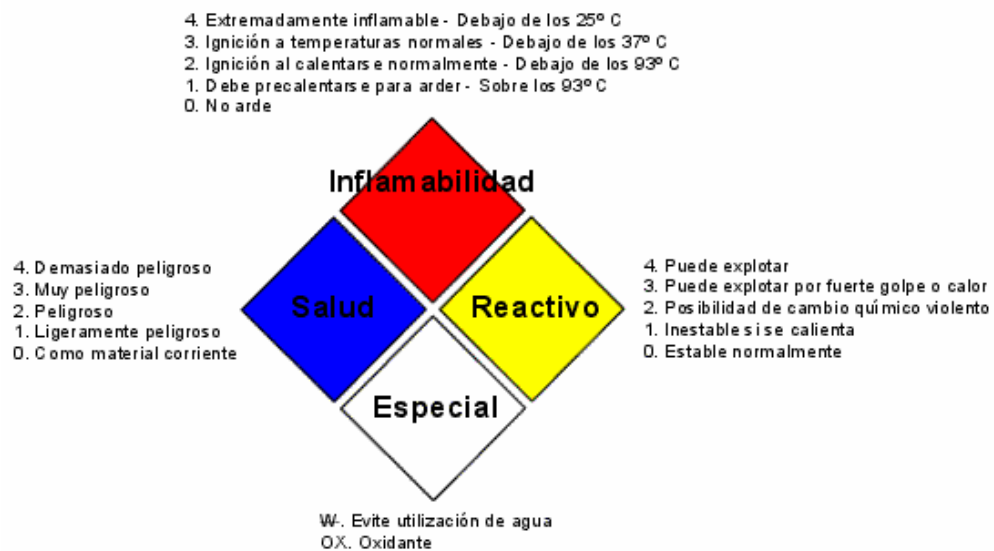 4. Extremadamente inflamable - Debajo de los 25º C
3. Ignición a temperaturas normales - Debajo de los 37º C
2. Ignición al calentarse normalmente - Debajo de los 93º C
1. Debe precalentarse para arder - Sobre los 93º C
0. No arde
Inflamabilidad
4. Demasiado peligroso
3. Muy peligroso
2. Peligroso
1. Ligeramente peligroso
0. Como material corriente
Salud
Reactivo
4. Puede explotar
3. Puede explotar por fuerte golpe o calor
2. Posibilidad de cambio químico violento
1. Inestable si se calienta
0. Estable normalmente
Especial
W-. Evite utilización de agua
OX. Oxidante